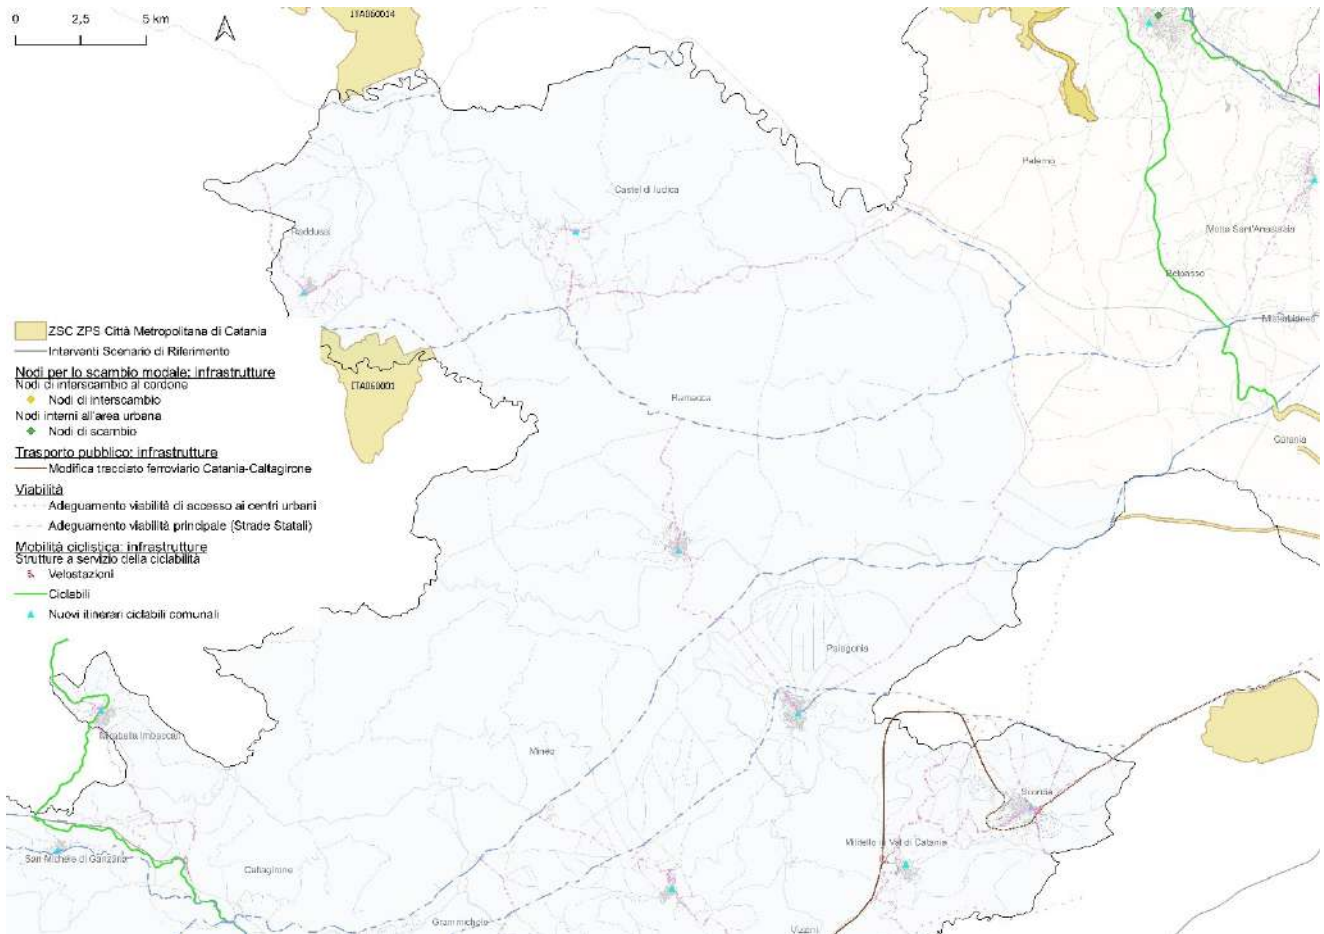 0 2,5 5 km
ITA060014
Palermo
Castel di Iudica
Motta Sant'Anastasia
Raddusa
Belpasso
Misterbianco
ZSC ZPS Città Metropolitana di Catania
Interventi Scenario di Riferimento
Nodi per lo scambio modale: infrastrutture
Nodi di interscambio al cordone
Nodi di interscambio
Nodi interni all'area urbana
Nodi di scambio
Trasporto pubblico: infrastrutture
Modifica tracciato ferroviario Catania-Caltagirone
Viabilità
Adeguamento viabilità di accesso ai centri urbani
Adeguamento viabilità principale (Strade Statali)
Mobilità ciclistica: infrastrutture
Strutture a servizio della ciclabilità
Velostazioni
Ciclabili
Nuovi itinerari ciclabili comunali
ITA060001
Ramacca
Catania
Palagonia
Mirabella Imbaccari
Mineo
Scordia
Militello in Val di Catania
San Michele di Ganzaria
Caltagirone
Grammichele
Vizzini